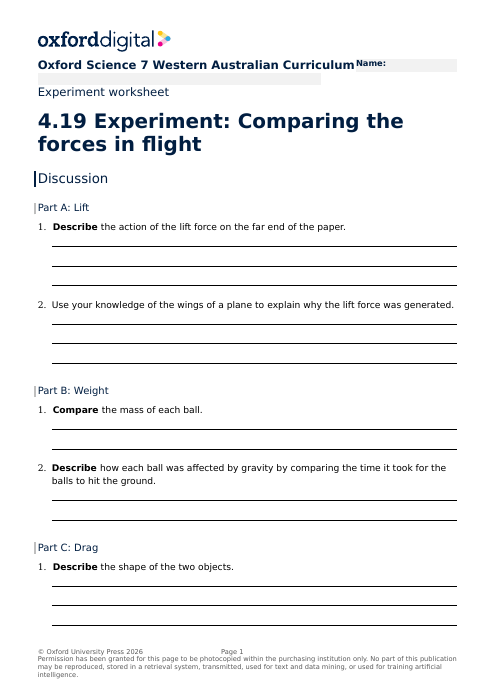 oxforddigital
Oxford Science 7 Western Australian Curriculum Name:
Experiment worksheet
4.19 Experiment: Comparing the
forces in flight
Discussion
Part A: Lift
1. Describe the action of the lift force on the far end of the paper.
2. Use your knowledge of the wings of a plane to explain why the lift force was generated.
Part B: Weight
1. Compare the mass of each ball.
2. Describe how each ball was affected by gravity by comparing the time it took for the
balls to hit the ground.
Part C: Drag
1. Describe the shape of the two objects.
© Oxford University Press 2026 Page 1
Permission has been granted for this page to be photocopied within the purchasing institution only. No part of this publication
may be reproduced, stored in a retrieval system, transmitted, used for text and data mining, or used for training artificial
intelligence.